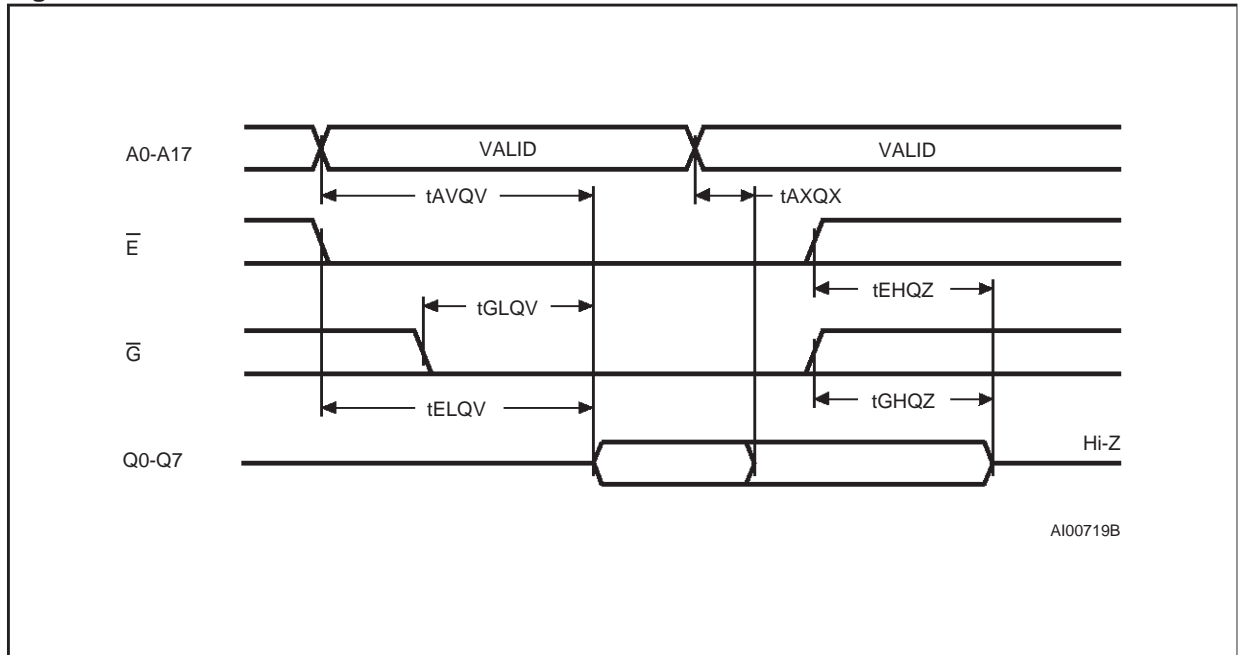 A0-A17
VALID
VALID
tAVQV
tAXQX
E
tEHQZ
tGLQV
G
tGHQZ
tELQV
Hi-Z
Q0-Q7
AI00719B